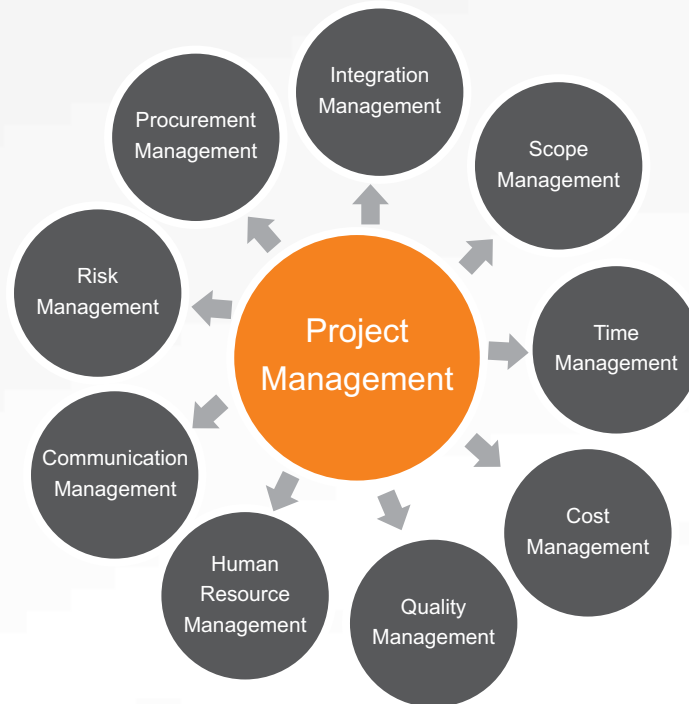 Integration
Management
Scope
Management
Time
Management
Cost
Management
Quality
Management
Human
Resource
Management
Communication
Management
Risk
Management
Procurement
Management
Project
Management